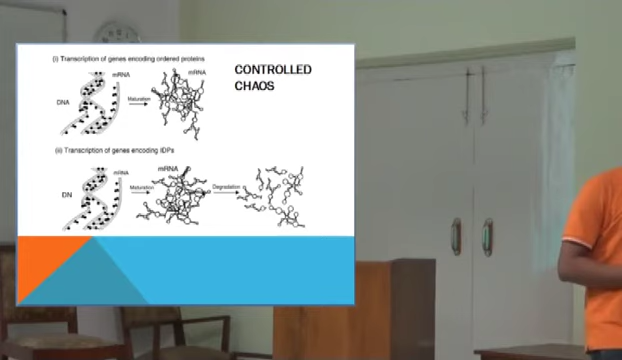 (i) Transcription of genes encoding ordered proteins
CONTROLLED
CHAOS
mRNA
mRNA
DNA
Maturation
(ii) Transcription of genes encoding IDPs
mRNA
mRNA
Maturation
Degradation
DN